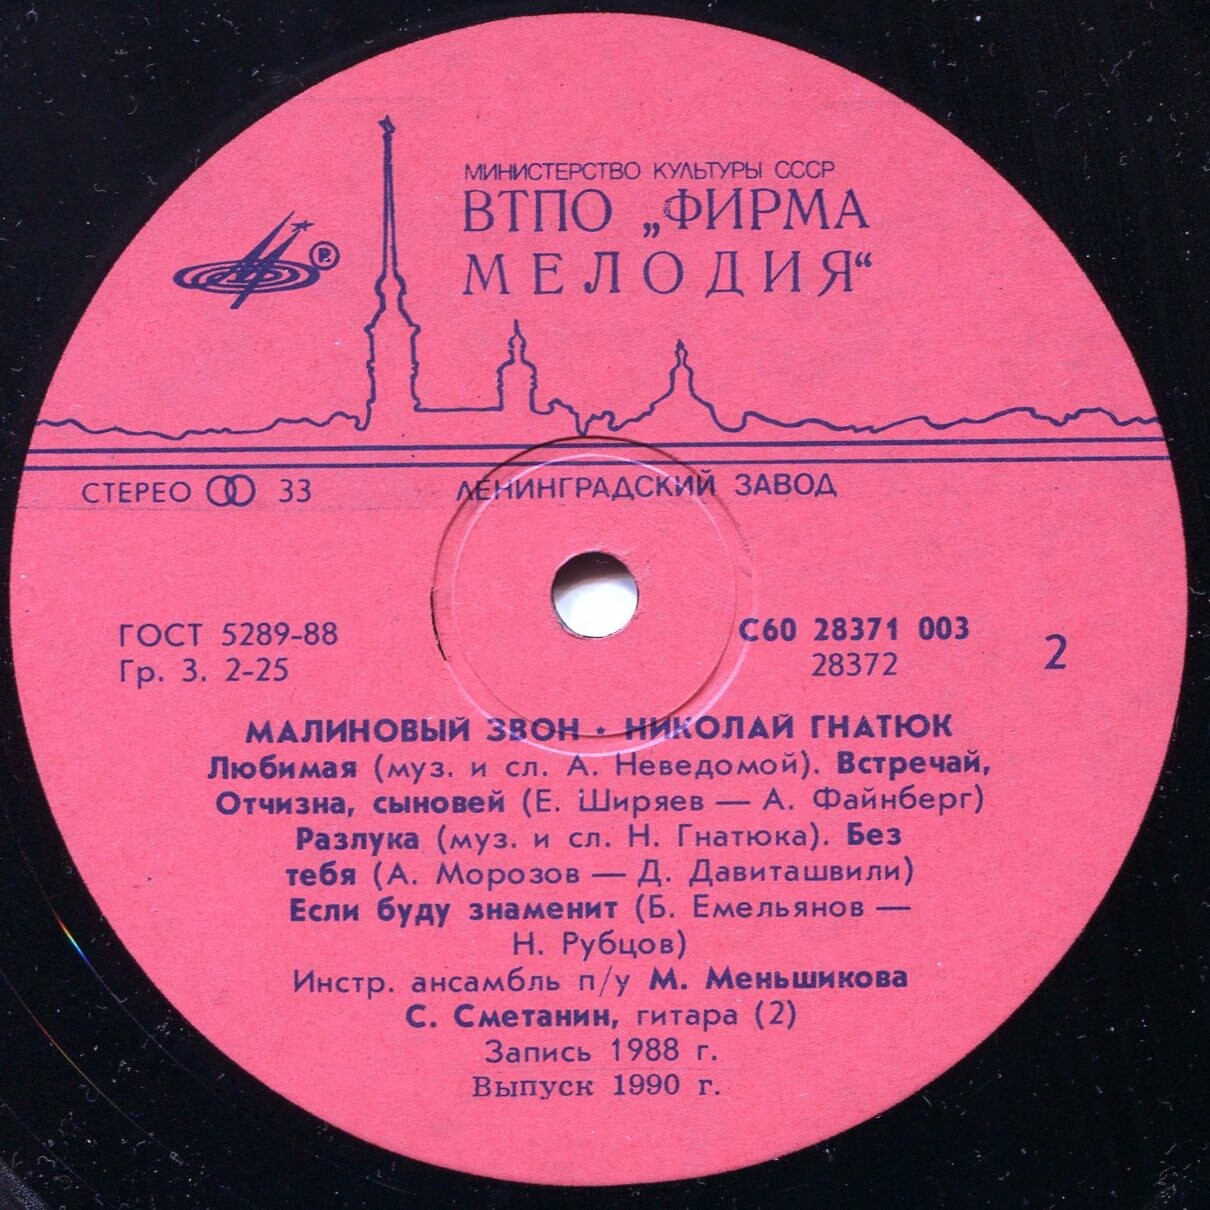 МИНИСТЕРСТВО КУЛЬТУРЫ СССР
ВТПО „ФИРМА
МЕЛОДИЯ“
СТЕРЕО 33
ЛЕНИНГРАДСКИЙ ЗАВОД
ГОСТ 5289-88
Гр. 3. 2-25
С60 28371 003
28372
2
МАЛИНОВЫЙ ЗВОН · НИКОЛАЙ ГНАТЮК
Любимая (муз. и сл. А. Неведомой). Встречай,
Отчизна, сыновей (Е. Ширяев — А. Файнберг)
Разлука (муз. и сл. Н. Гнатюка). Без
тебя (А. Морозов — Д. Давиташвили)
Если буду знаменит (Б. Емельянов —
Н. Рубцов)
Инстр. ансамбль п/у М. Меньшикова
С. Сметанин, гитара (2)
Запись 1988 г.
Выпуск 1990 г.